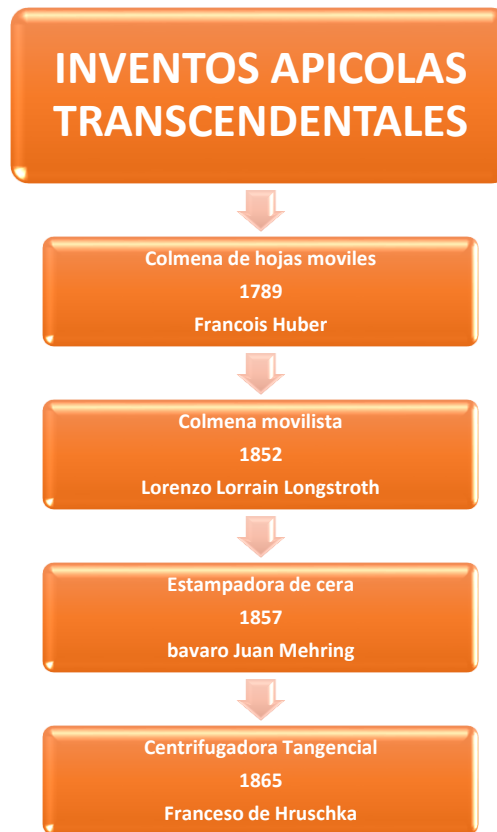 INVENTOS APICOLAS
TRANSCENDENTALES
Colmena de hojas moviles
1789
Francois Huber
Colmena movilista
1852
Lorenzo Lorrain Longstroth
Estampadora de cera
1857
bavaro Juan Mehring
Centrifugadora Tangencial
1865
Franceso de Hruschka